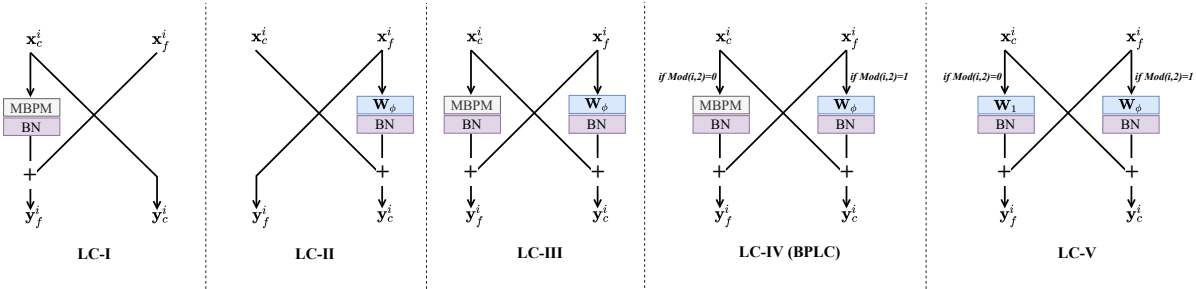 x_c^i x_f^i
MBPM
BN
+
y_f^i y_c^i
LC-I
x_c^i x_f^i
W_ϕ
BN
+
y_f^i y_c^i
LC-II
x_c^i x_f^i
MBPM W_ϕ
BN BN
+ +
y_f^i y_c^i
LC-III
x_c^i x_f^i
if Mod(i,2)=0 if Mod(i,2)=1
MBPM W_ϕ
BN BN
+ +
y_f^i y_c^i
LC-IV (BPLC)
x_c^i x_f^i
if Mod(i,2)=0 if Mod(i,2)=1
W_1 W_ϕ
BN BN
+ +
y_f^i y_c^i
LC-V